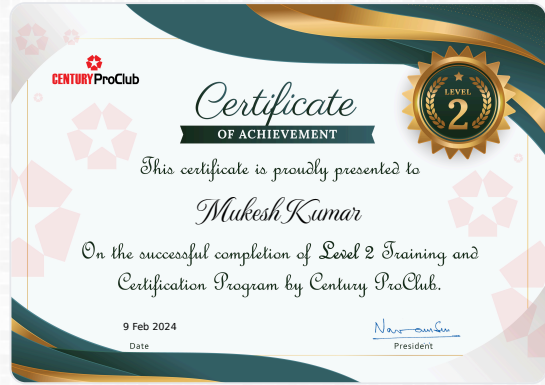 CENTURY ProClub
Certificate
OF ACHIEVEMENT
LEVEL
2
This certificate is proudly presented to
Mukesh Kumar
On the successful completion of Level 2 Training and
Certification Program by Century ProClub.
9 Feb 2024
Date
President